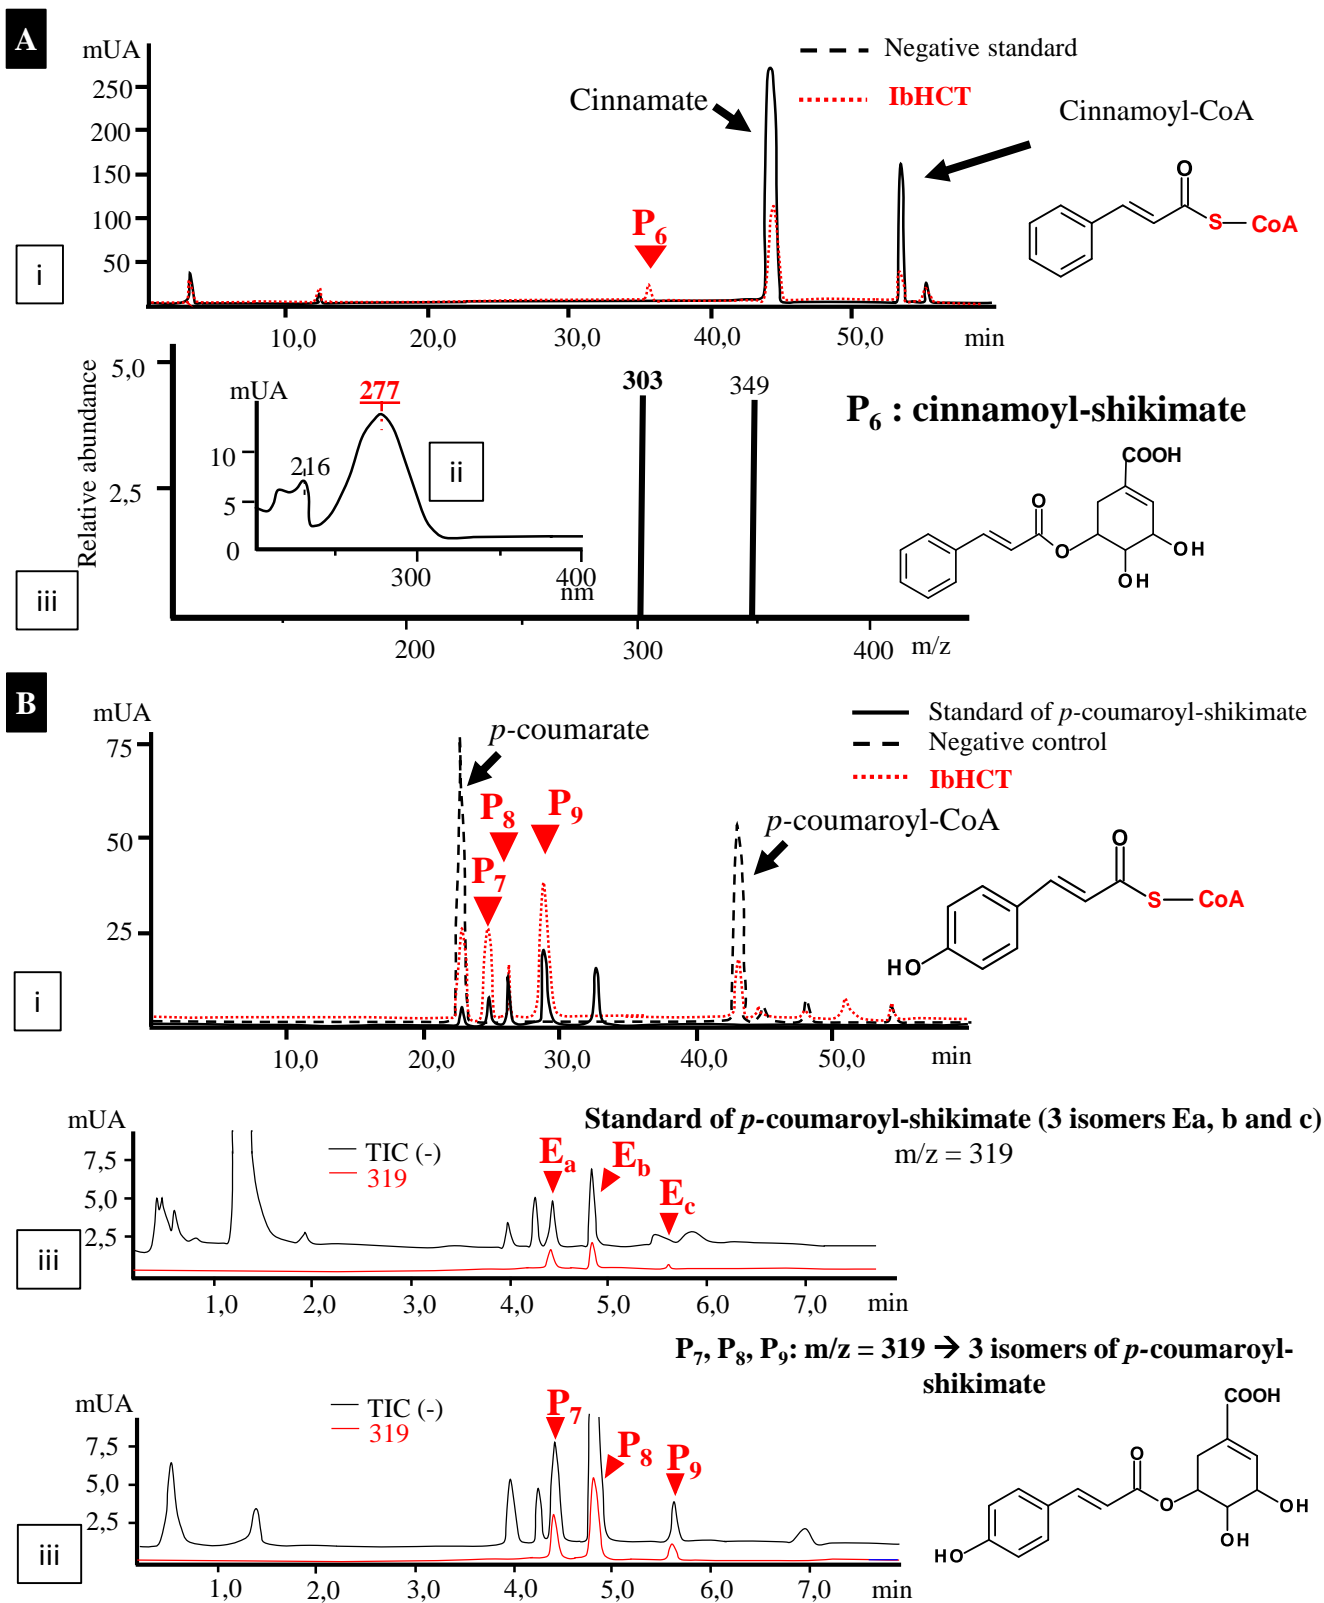 A
mUA
250
200
150
100
50
Negative standard
IbHCT
Cinnamate
Cinnamoyl-CoA
O
S
CoA
P6
i
10,0 20,0 30,0 40,0 50,0 min
Relative abundance
5,0
2,5
mUA
277
216
10
5
0
ii
300 400
nm
303
349
P6 : cinnamoyl-shikimate
COOH
O
O
OH
OH
iii
200 300 400 m/z
B
mUA
75
50
25
p-coumarate
Standard of p-coumaroyl-shikimate
Negative control
IbHCT
P8
P9
P7
p-coumaroyl-CoA
O
S
CoA
HO
i
10,0 20,0 30,0 40,0 50,0 min
mUA
Standard of p-coumaroyl-shikimate (3 isomers Ea, b and c)
m/z = 319
7,5
5,0
2,5
TIC (-)
319
Ea
Eb
Ec
iii
1,0 2,0 3,0 4,0 5,0 6,0 7,0 min
P7, P8, P9: m/z = 319 → 3 isomers of p-coumaroyl-
shikimate
mUA
7,5
5,0
2,5
TIC (-)
319
P7
P8
P9
COOH
O
O
OH
OH
HO
iii
1,0 2,0 3,0 4,0 5,0 6,0 7,0 min